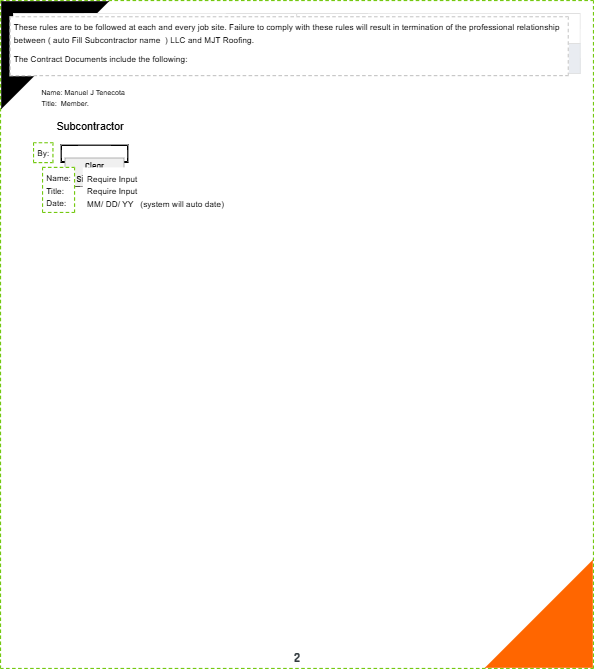 These rules are to be followed at each and every job site. Failure to comply with these rules will result in termination of the professional relationship
between ( auto Fill Subcontractor name ) LLC and MJT Roofing.
The Contract Documents include the following:
Name: Manuel J Tenecota
Title: Member.
Subcontractor
By:
Clear
Name: Si Require Input
Title: Require Input
Date: MM/ DD/ YY (system will auto date)
2